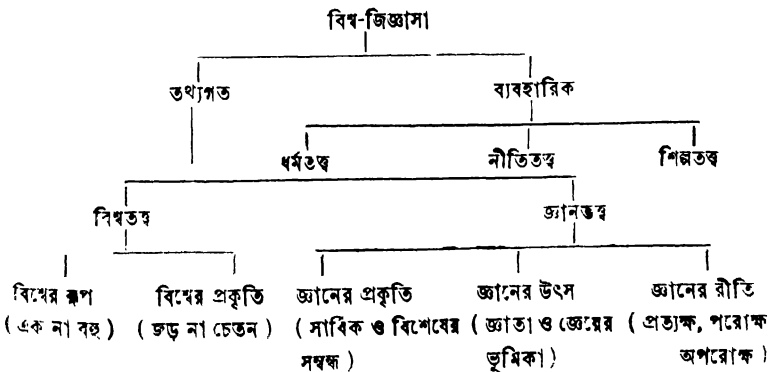 বিশ্ব-জিজ্ঞাসা
তথ্যগত ব্যবহারিক
ধর্মতত্ত্ব নীতিতত্ত্ব শিল্পতত্ত্ব
বিশ্বতত্ত্ব জ্ঞানতত্ত্ব
বিশ্বের রূপ বিশ্বের প্রকৃতি জ্ঞানের প্রকৃতি জ্ঞানের উৎস জ্ঞানের রীতি
( এক না বহু ) ( জড় না চেতন ) ( সার্বিক ও বিশেষের ( জ্ঞাতা ও জ্ঞেয়ের ( প্রত্যক্ষ, পরোক্ষ
সম্বন্ধ ) ভূমিকা ) অপরোক্ষ )